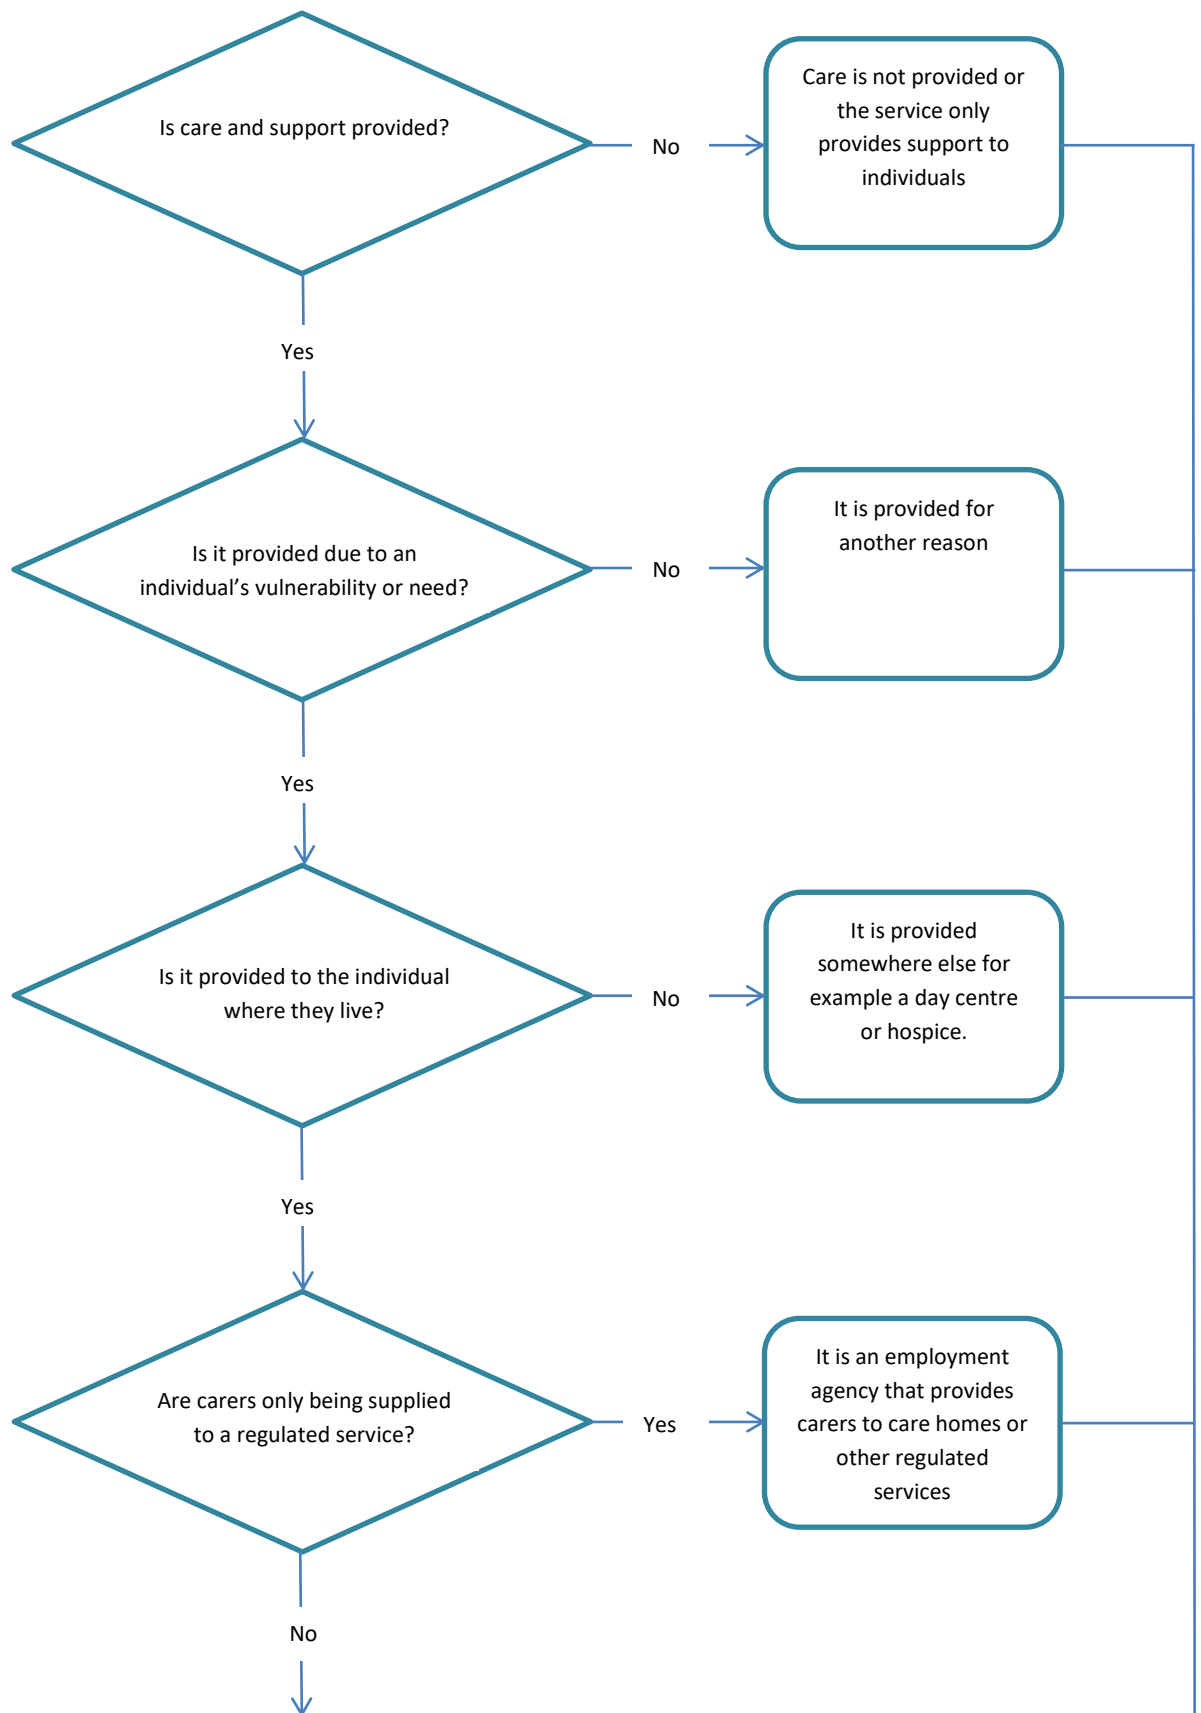 Is care and support provided?
No
Care is not provided or
the service only
provides support to
individuals
Yes
Is it provided due to an
individual’s vulnerability or need?
No
It is provided for
another reason
Yes
Is it provided to the individual
where they live?
No
It is provided
somewhere else for
example a day centre
or hospice.
Yes
Are carers only being supplied
to a regulated service?
Yes
It is an employment
agency that provides
carers to care homes or
other regulated
services
No